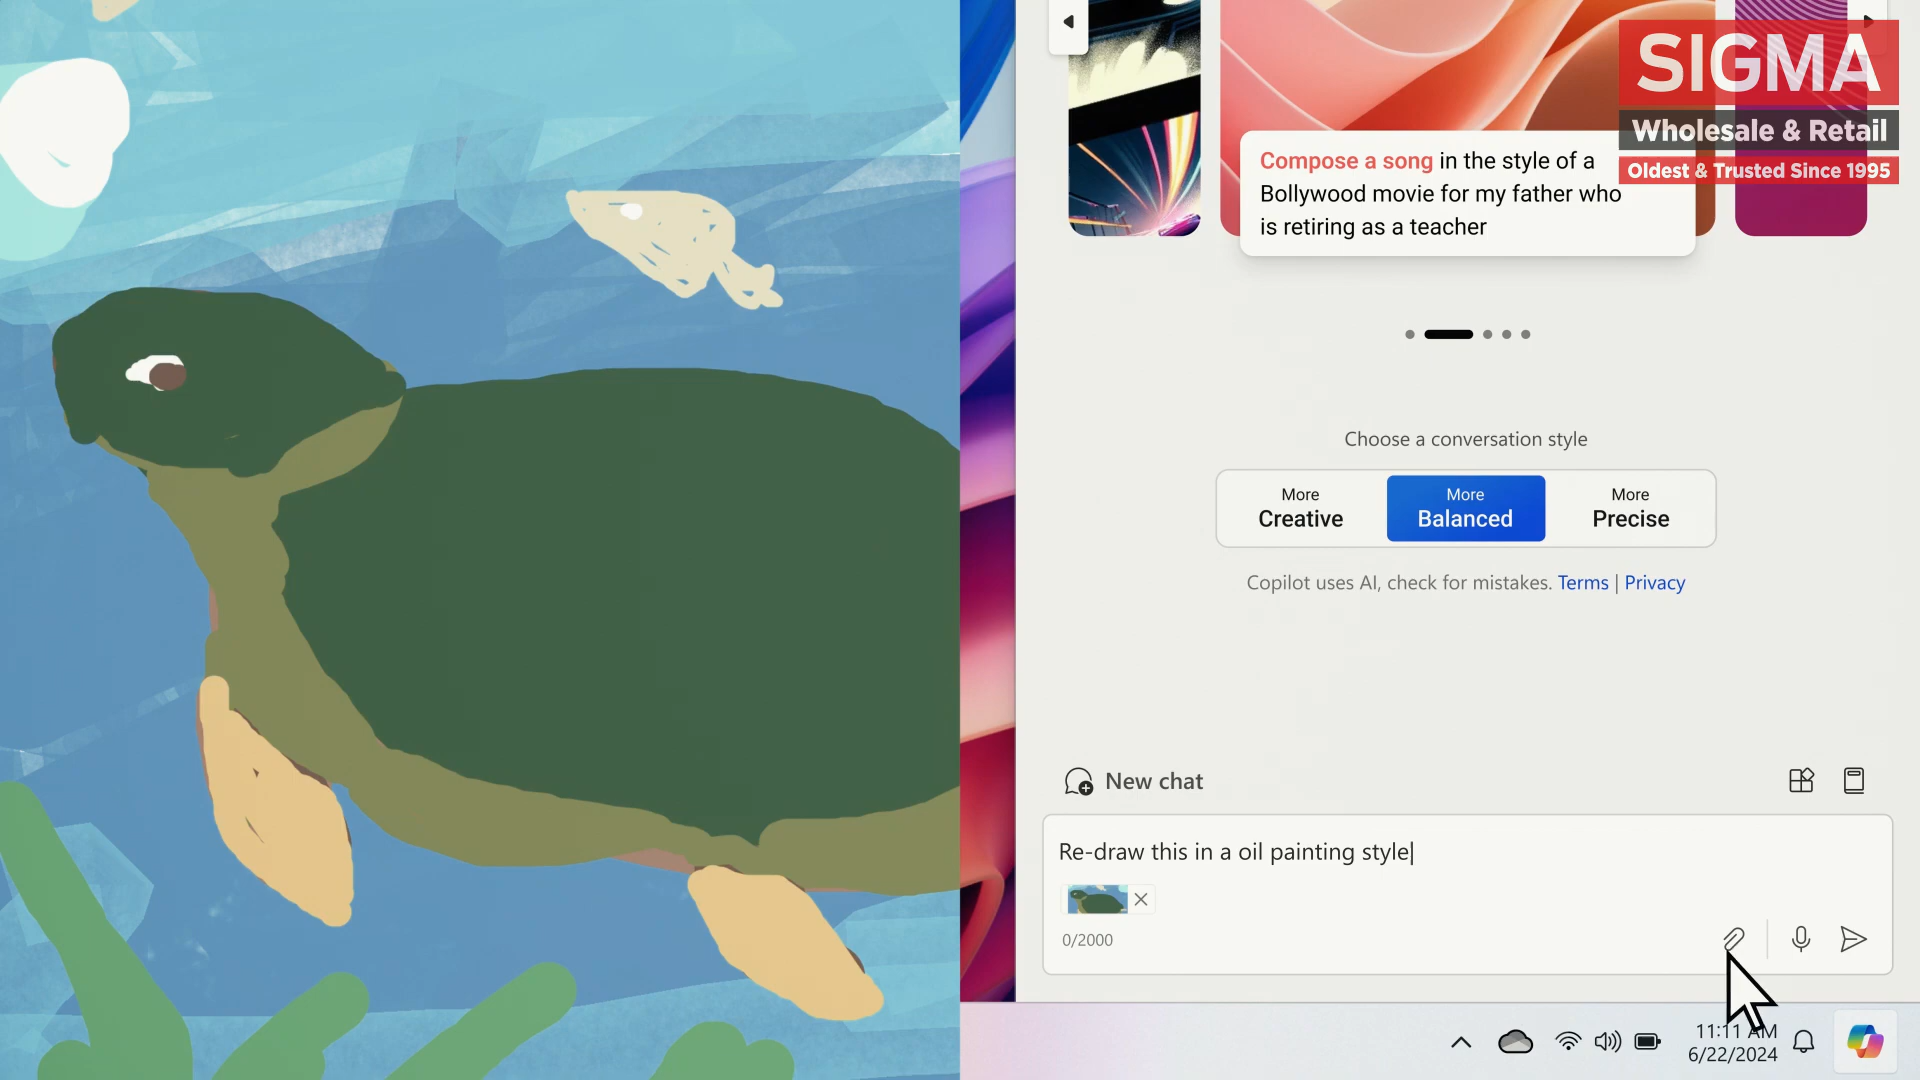 SIGMA
Wholesale & Retail
Oldest & Trusted Since 1995
Compose a song in the style of a
Bollywood movie for my father who
is retiring as a teacher
Choose a conversation style
More
Creative
More
Balanced
More
Precise
Copilot uses AI, check for mistakes. Terms | Privacy
New chat
Re-draw this in a oil painting style
0/2000
11:11 AM
6/22/2024